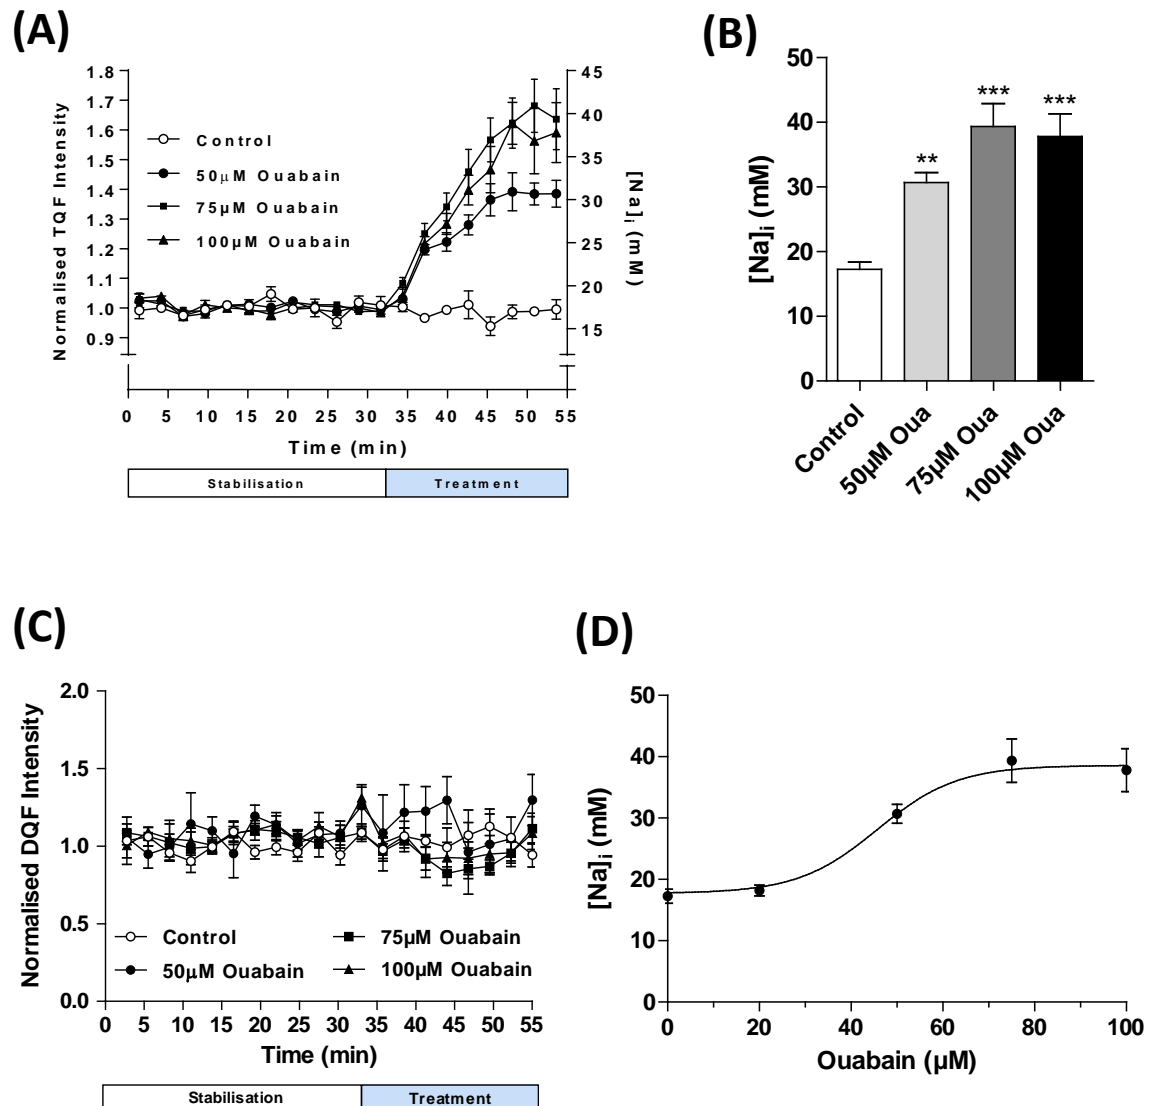 (A)
1.8
1.7
1.6
1.5
1.4
1.3
1.2
1.1
1.0
0.9
Normalised TQF Intensity
Control
50μM Ouabain
75µM Ouabain
100µM Ouabain
45
40
35
30
25
20
15
[Na]i (mM)
0 5 10 15 20 25 30 35 40 45 50 55
Time (min)
Stabilisation Treatment
(B)
50
40
30
20
10
0
[Na]i (mM)
**
***
***
Control
50µM Oua
75µM Oua
100µM Oua
(C)
2.0
1.5
1.0
0.5
0.0
Normalised DQF Intensity
Control
50μM Ouabain
75µM Ouabain
100µM Ouabain
0 5 10 15 20 25 30 35 40 45 50 55
Time (min)
Stabilisation Treatment
(D)
50
40
30
20
10
0
[Na]i (mM)
0 20 40 60 80 100
Ouabain (µM)